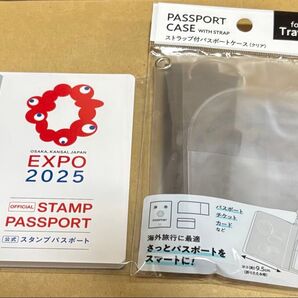 OSAKA, KANSAI, JAPAN
EXPO
2025
OFFICIAL STAMP
PASSPORT
公式 スタンプパスポート
PASSPORT
CASE WITH STRAP
ストラップ付パスポートケース(クリア)
for
Tra
海外旅行に最適
さっとパスポートを
スマートに!
パスポート
チケット
カード
など
9.5cm